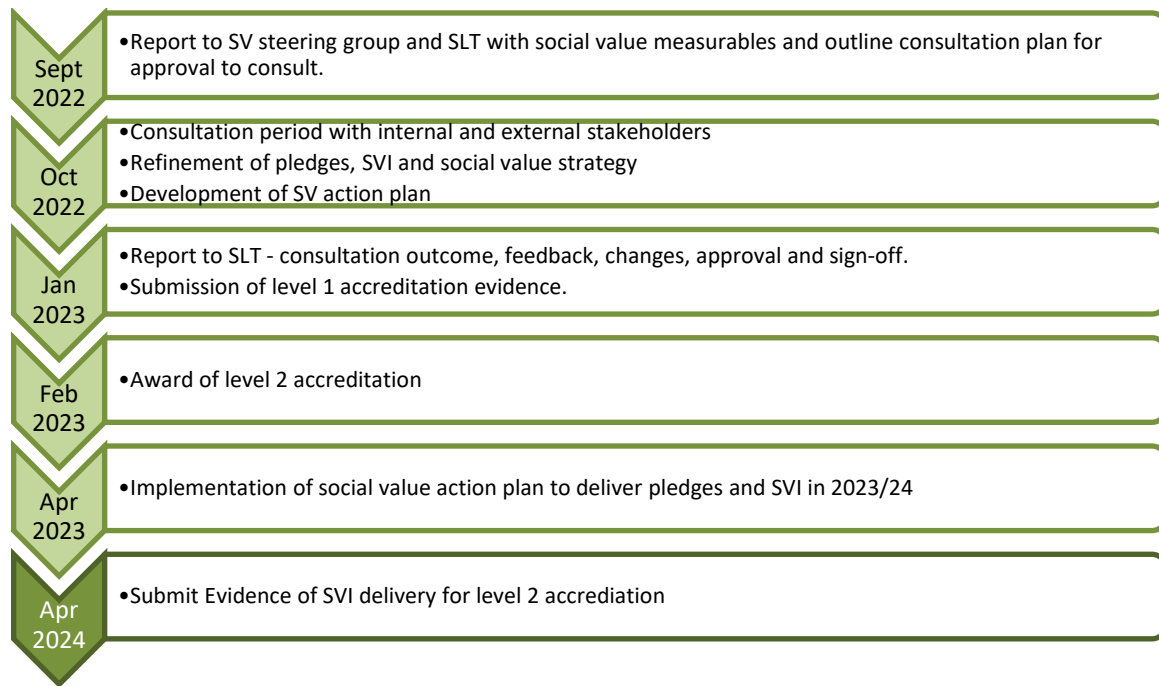 Sept
2022
•Report to SV steering group and SLT with social value measurables and outline consultation plan for
approval to consult.
Oct
2022
•Consultation period with internal and external stakeholders
•Refinement of pledges, SVI and social value strategy
•Development of SV action plan
Jan
2023
•Report to SLT - consultation outcome, feedback, changes, approval and sign-off.
•Submission of level 1 accreditation evidence.
Feb
2023
•Award of level 2 accreditation
Apr
2023
•Implementation of social value action plan to deliver pledges and SVI in 2023/24
Apr
2024
•Submit Evidence of SVI delivery for level 2 accrediation